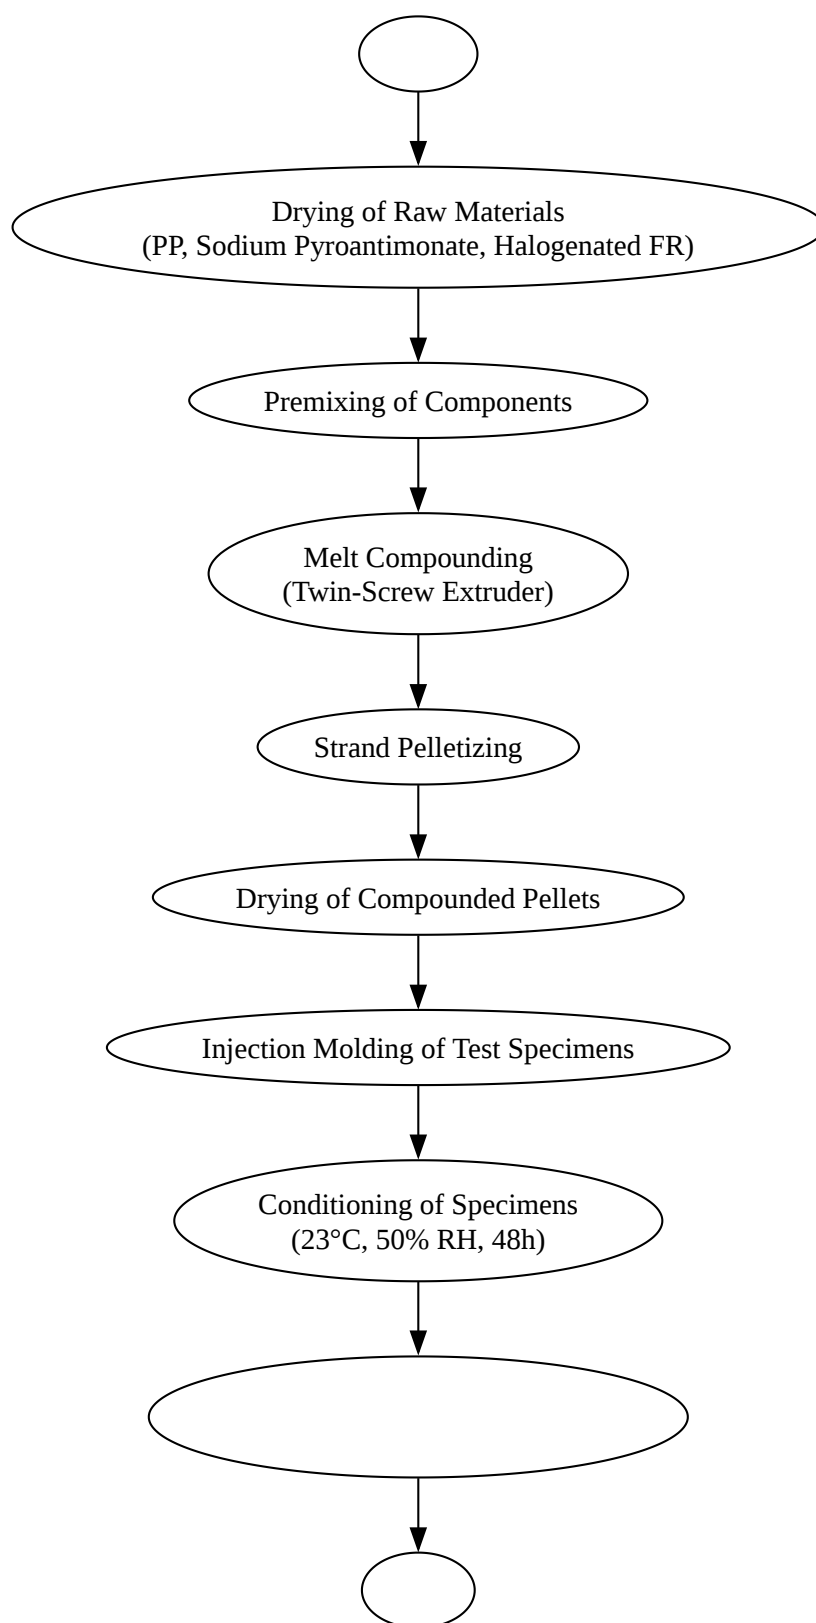 Drying of Raw Materials
(PP, Sodium Pyroantimonate, Halogenated FR)
Premixing of Components
Melt Compounding
(Twin-Screw Extruder)
Strand Pelletizing
Drying of Compounded Pellets
Injection Molding of Test Specimens
Conditioning of Specimens
(23°C, 50% RH, 48h)